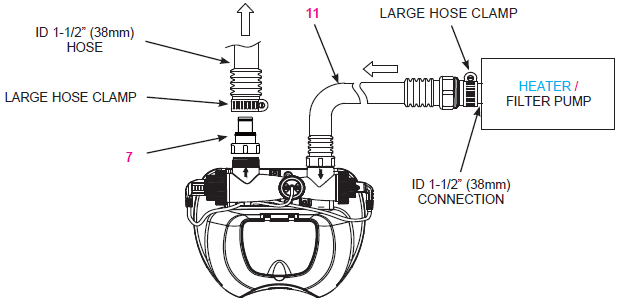 ID 1-1/2” (38mm)
HOSE
LARGE HOSE CLAMP
7
11
LARGE HOSE CLAMP
HEATER /
FILTER PUMP
ID 1-1/2” (38mm)
CONNECTION